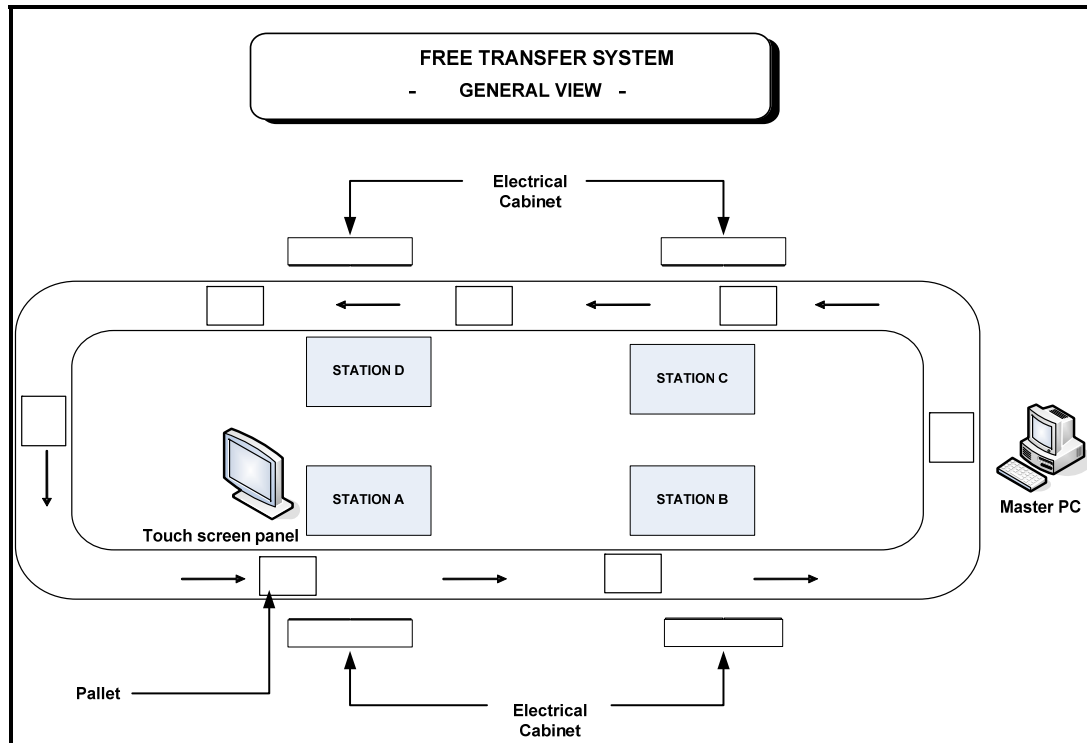 FREE TRANSFER SYSTEM
- GENERAL VIEW -
Electrical
Cabinet
STATION D
STATION C
STATION A
STATION B
Touch screen panel
Master PC
Pallet
Electrical
Cabinet